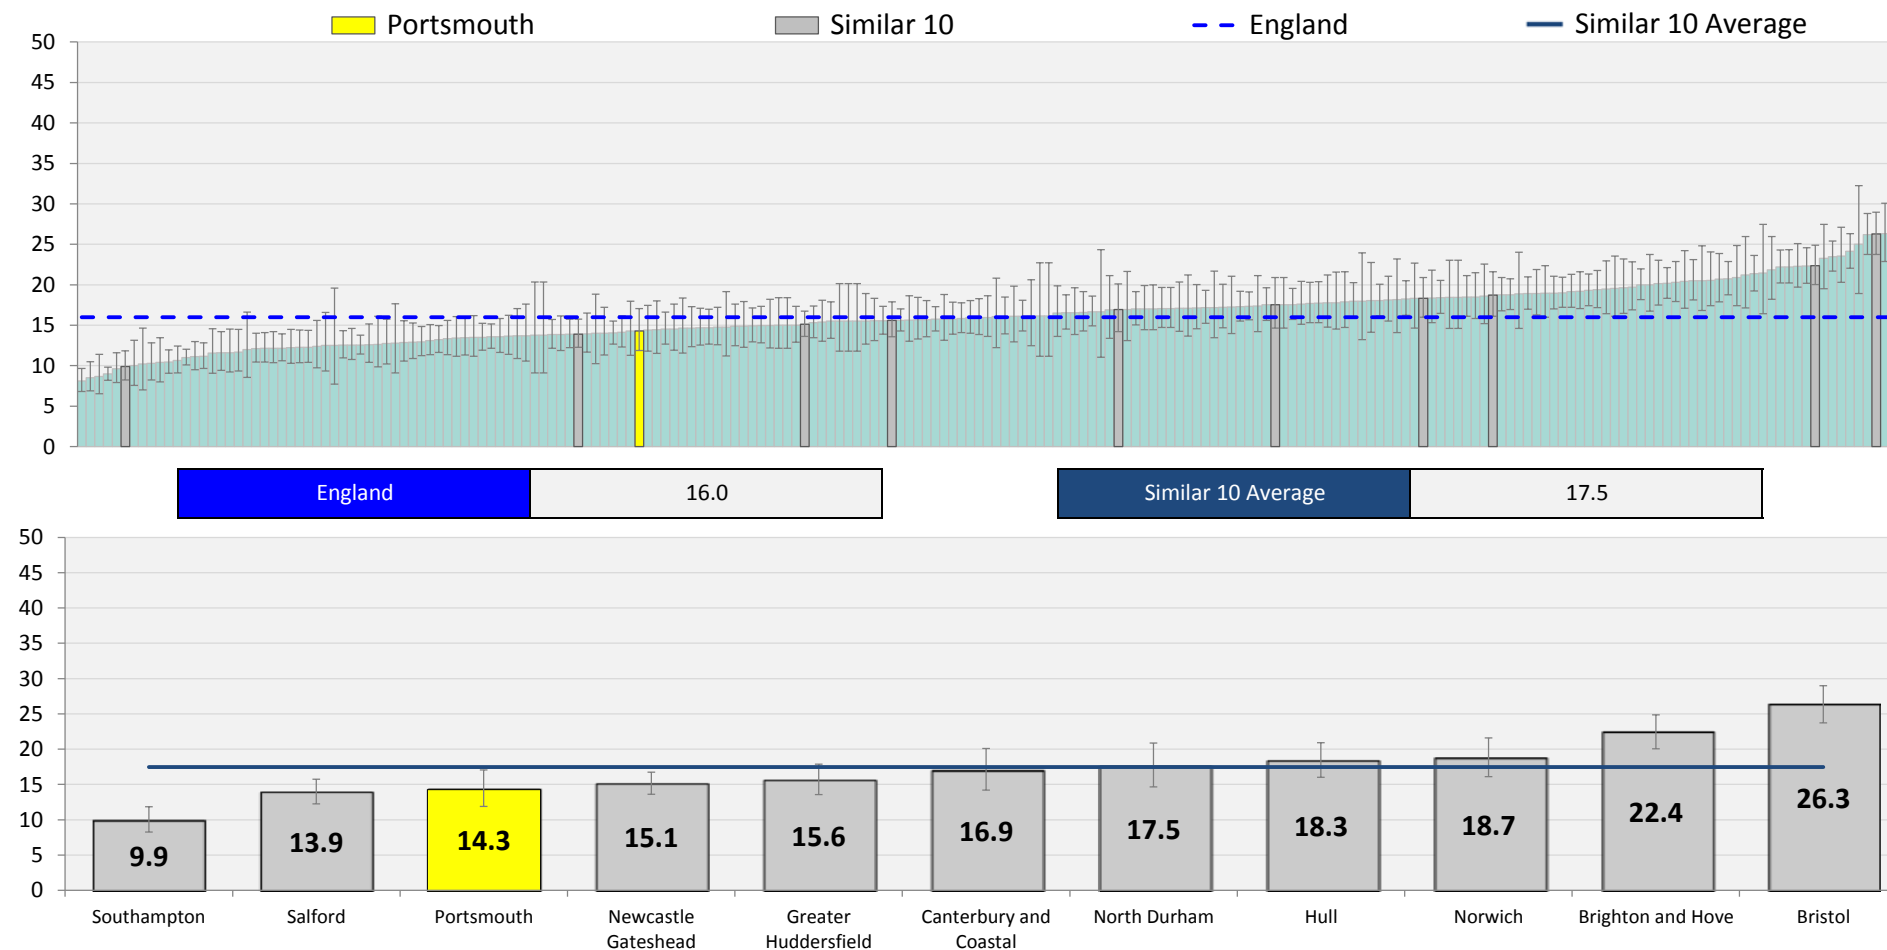 Portsmouth
Similar 10
England
Similar 10 Average
50
45
40
35
30
25
20
15
10
5
0
England
16.0
Similar 10 Average
17.5
50
45
40
35
30
25
20
15
10
5
0
9.9
13.9
14.3
15.1
15.6
16.9
17.5
18.3
18.7
22.4
26.3
Southampton
Salford
Portsmouth
Newcastle
Gateshead
Greater
Huddersfield
Canterbury and
Coastal
North Durham
Hull
Norwich
Brighton and Hove
Bristol